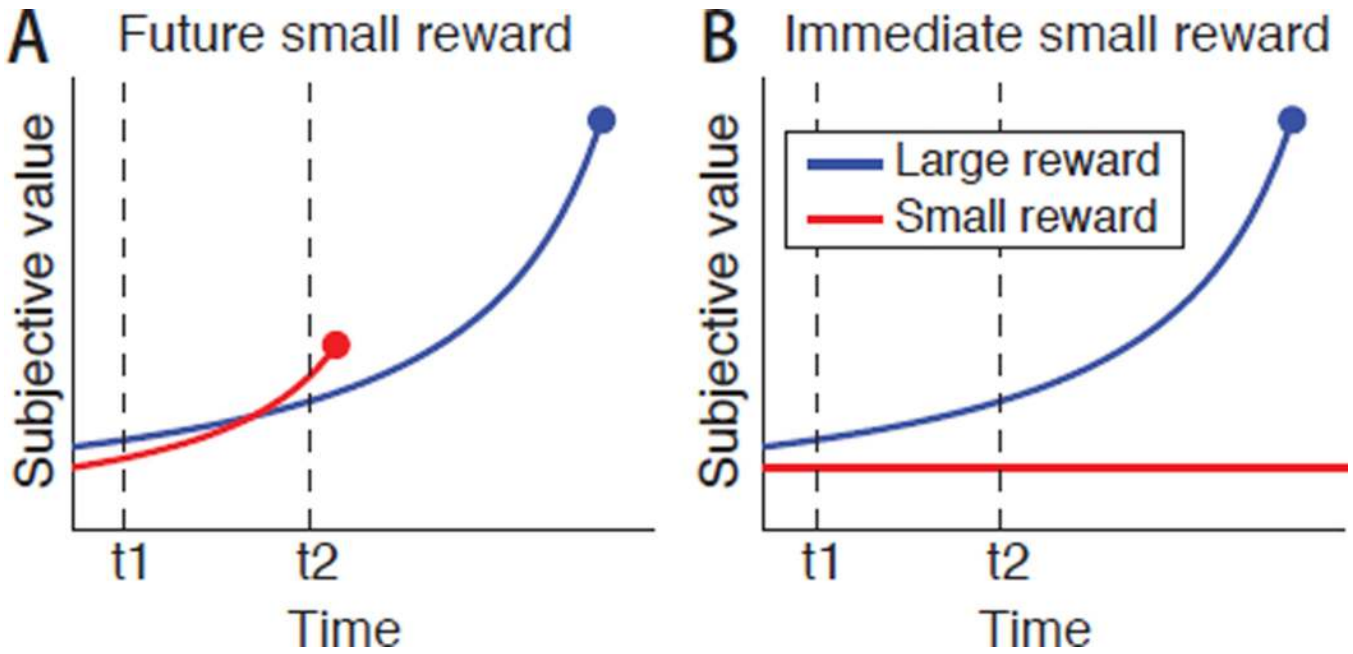 A Future small reward
Subjective value
t1 t2
Time
B Immediate small reward
Subjective value
Large reward
Small reward
t1 t2
Time